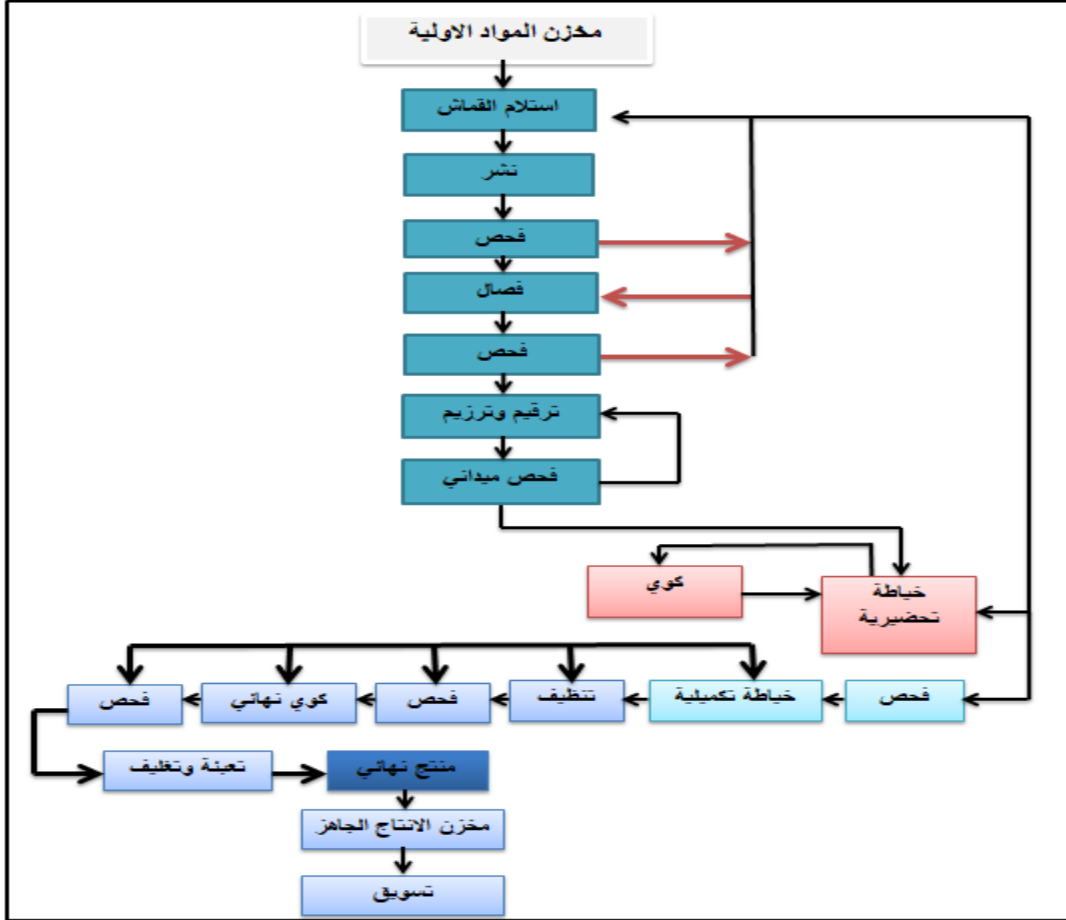 مخزن المواد الاولية
استلام القماش
نشر
فحص
فصال
فحص
ترقيم وترزيم
فحص ميداني
كوي
خياطة
تحضيرية
فحص
خياطة تكميلية
تنظيف
فحص
كوي نهائي
فحص
تعبئة وتغليف
منتج نهائي
مخزن الانتاج الجاهز
تسويق